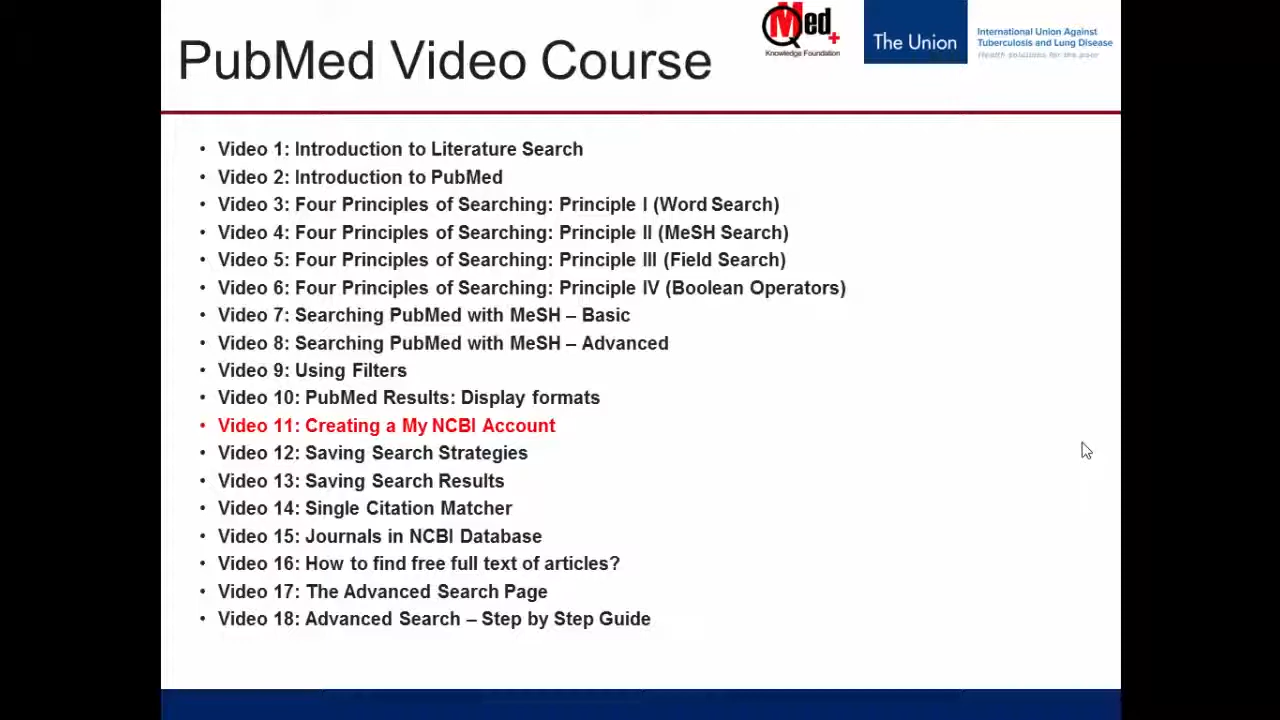 PubMed Video Course
QMed+
Knowledge Foundation
The Union
International Union Against
Tuberculosis and Lung Disease
Health solutions for the poor
• Video 1: Introduction to Literature Search
• Video 2: Introduction to PubMed
• Video 3: Four Principles of Searching: Principle I (Word Search)
• Video 4: Four Principles of Searching: Principle II (MeSH Search)
• Video 5: Four Principles of Searching: Principle III (Field Search)
• Video 6: Four Principles of Searching: Principle IV (Boolean Operators)
• Video 7: Searching PubMed with MeSH – Basic
• Video 8: Searching PubMed with MeSH – Advanced
• Video 9: Using Filters
• Video 10: PubMed Results: Display formats
• Video 11: Creating a My NCBI Account
• Video 12: Saving Search Strategies
• Video 13: Saving Search Results
• Video 14: Single Citation Matcher
• Video 15: Journals in NCBI Database
• Video 16: How to find free full text of articles?
• Video 17: The Advanced Search Page
• Video 18: Advanced Search – Step by Step Guide